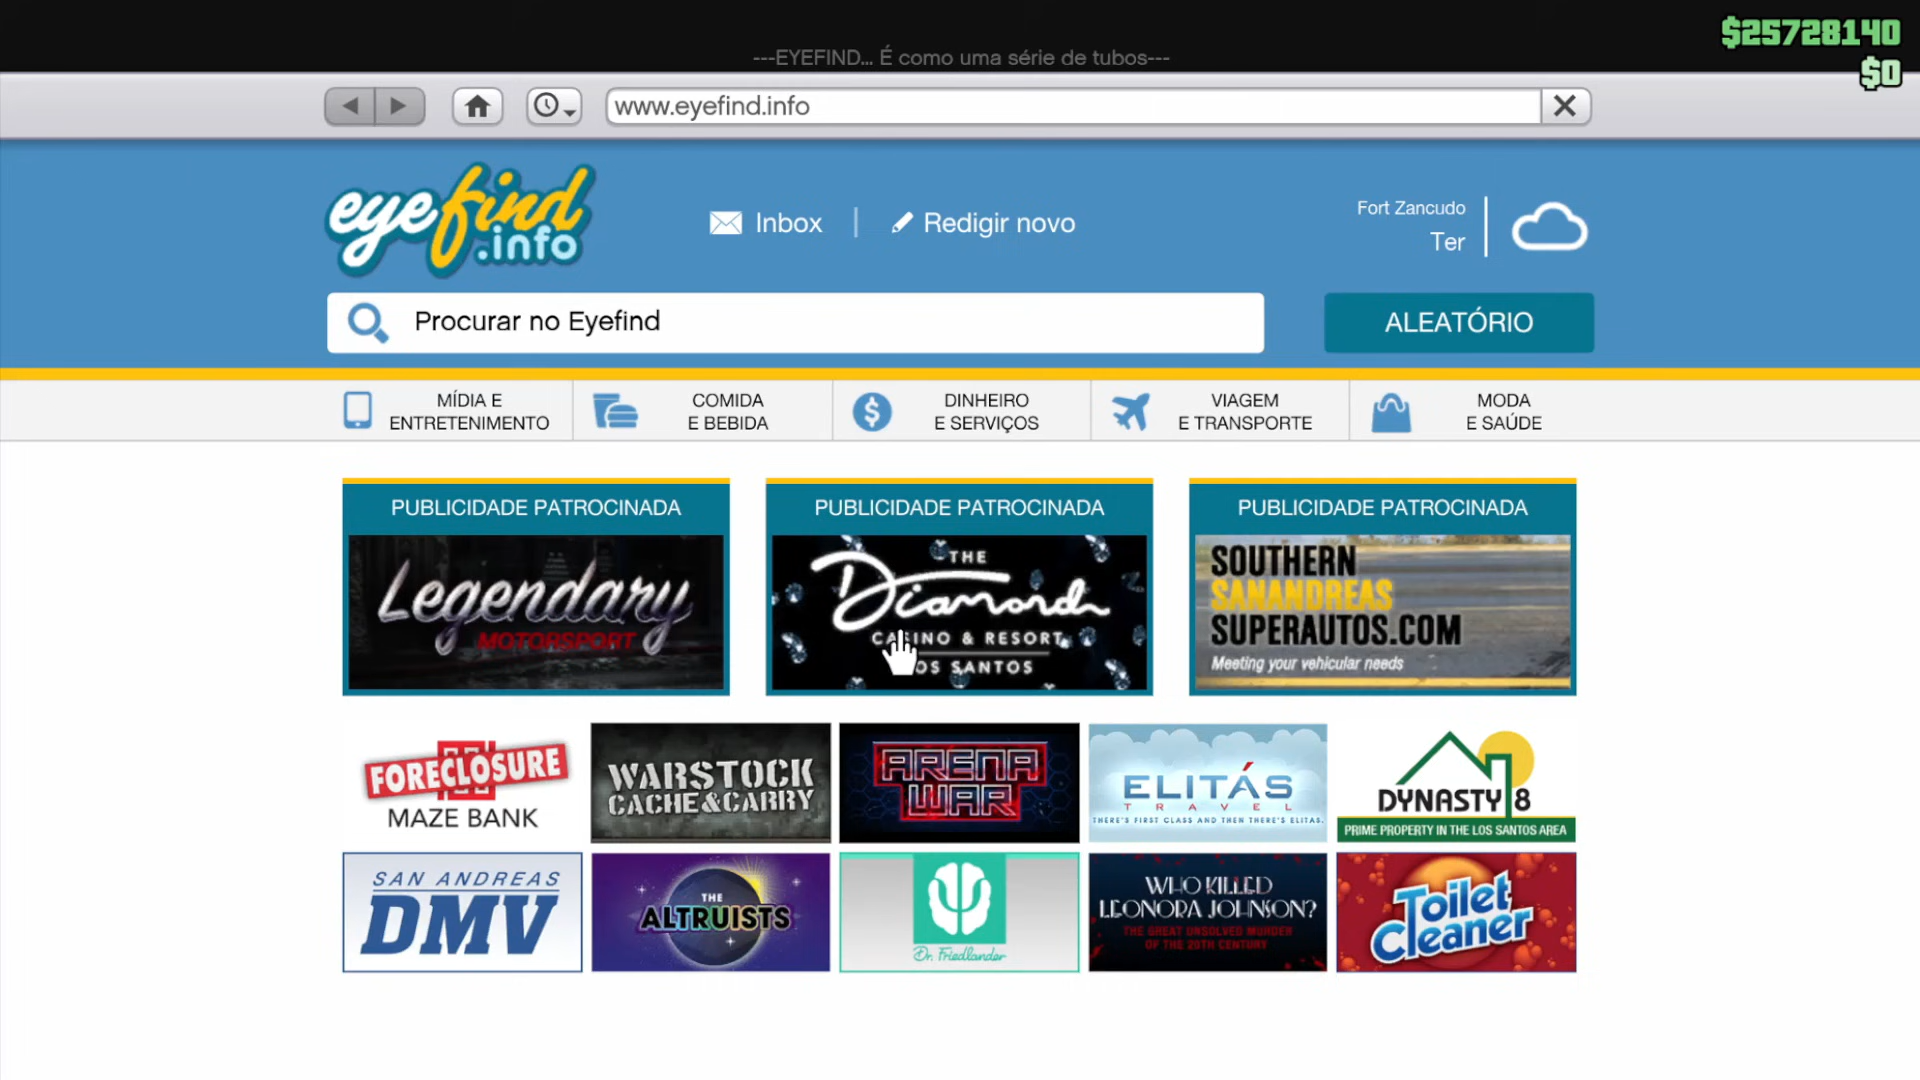 $25728140
---EYEFIND... É como uma série de tubos---
$0
www.eyefind.info
eyefind
.info
Inbox
Redigir novo
Fort Zancudo
Ter
Procurar no Eyefind
ALEATÓRIO
MÍDIA E
ENTRETENIMENTO
COMIDA
E BEBIDA
DINHEIRO
E SERVIÇOS
VIAGEM
E TRANSPORTE
MODA
E SAÚDE
PUBLICIDADE PATROCINADA
Legendary
MOTORSPORT
PUBLICIDADE PATROCINADA
THE
Diamond
CASINO & RESORT
LOS SANTOS
PUBLICIDADE PATROCINADA
SOUTHERN
SANANDREAS
SUPERAUTOS.COM
Meeting your vehicular needs
FORECLOSURE
MAZE BANK
WARSTOCK
CACHE&CARRY
ARENA
WAR
ELITÁS
TRAVEL
THERE'S FIRST CLASS AND THEN THERE'S ELITAS.
DYNASTY 8
PRIME PROPERTY IN THE LOS SANTOS AREA
SAN ANDREAS
DMV
THE
ALTRUISTS
Dr. Friedlander
WHO KILLED
LEONORA JOHNSON?
THE GREAT UNSOLVED MURDER
OF THE 20TH CENTURY
Toilet
Cleaner